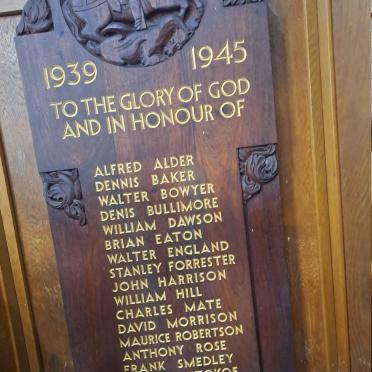 1939 1945
TO THE GLORY OF GOD
AND IN HONOUR OF
ALFRED ALDER
DENNIS BAKER
WALTER BOWYER
DENIS BULLIMORE
WILLIAM DAWSON
BRIAN EATON
WALTER ENGLAND
STANLEY FORRESTER
JOHN HARRISON
WILLIAM HILL
CHARLES MATE
DAVID MORRISON
MAURICE ROBERTSON
ANTHONY ROSE
FRANK SMEDLEY